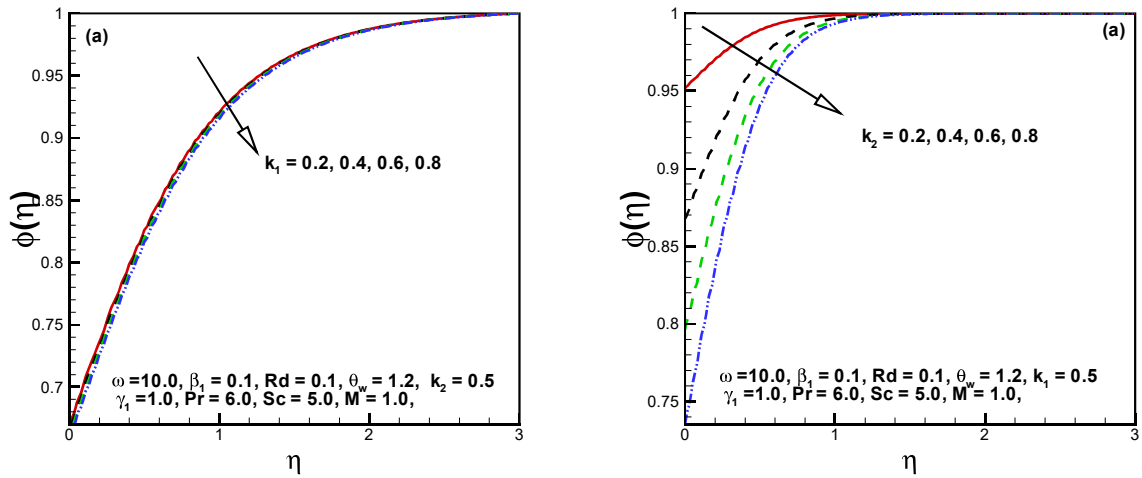 (a)
1
0.95
0.9
0.85
0.8
0.75
0.7
ϕ(η)
k₁ = 0.2, 0.4, 0.6, 0.8
ω =10.0, β₁ = 0.1, Rd = 0.1, θw = 1.2, k₂ = 0.5
γ₁ =1.0, Pr = 6.0, Sc = 5.0, M = 1.0,
0 1 2 3
η
(a)
1
0.95
0.9
0.85
0.8
0.75
ϕ(η)
k₂ = 0.2, 0.4, 0.6, 0.8
ω =10.0, β₁ = 0.1, Rd = 0.1, θw = 1.2, k₁ = 0.5
γ₁ =1.0, Pr = 6.0, Sc = 5.0, M = 1.0,
0 1 2 3
η